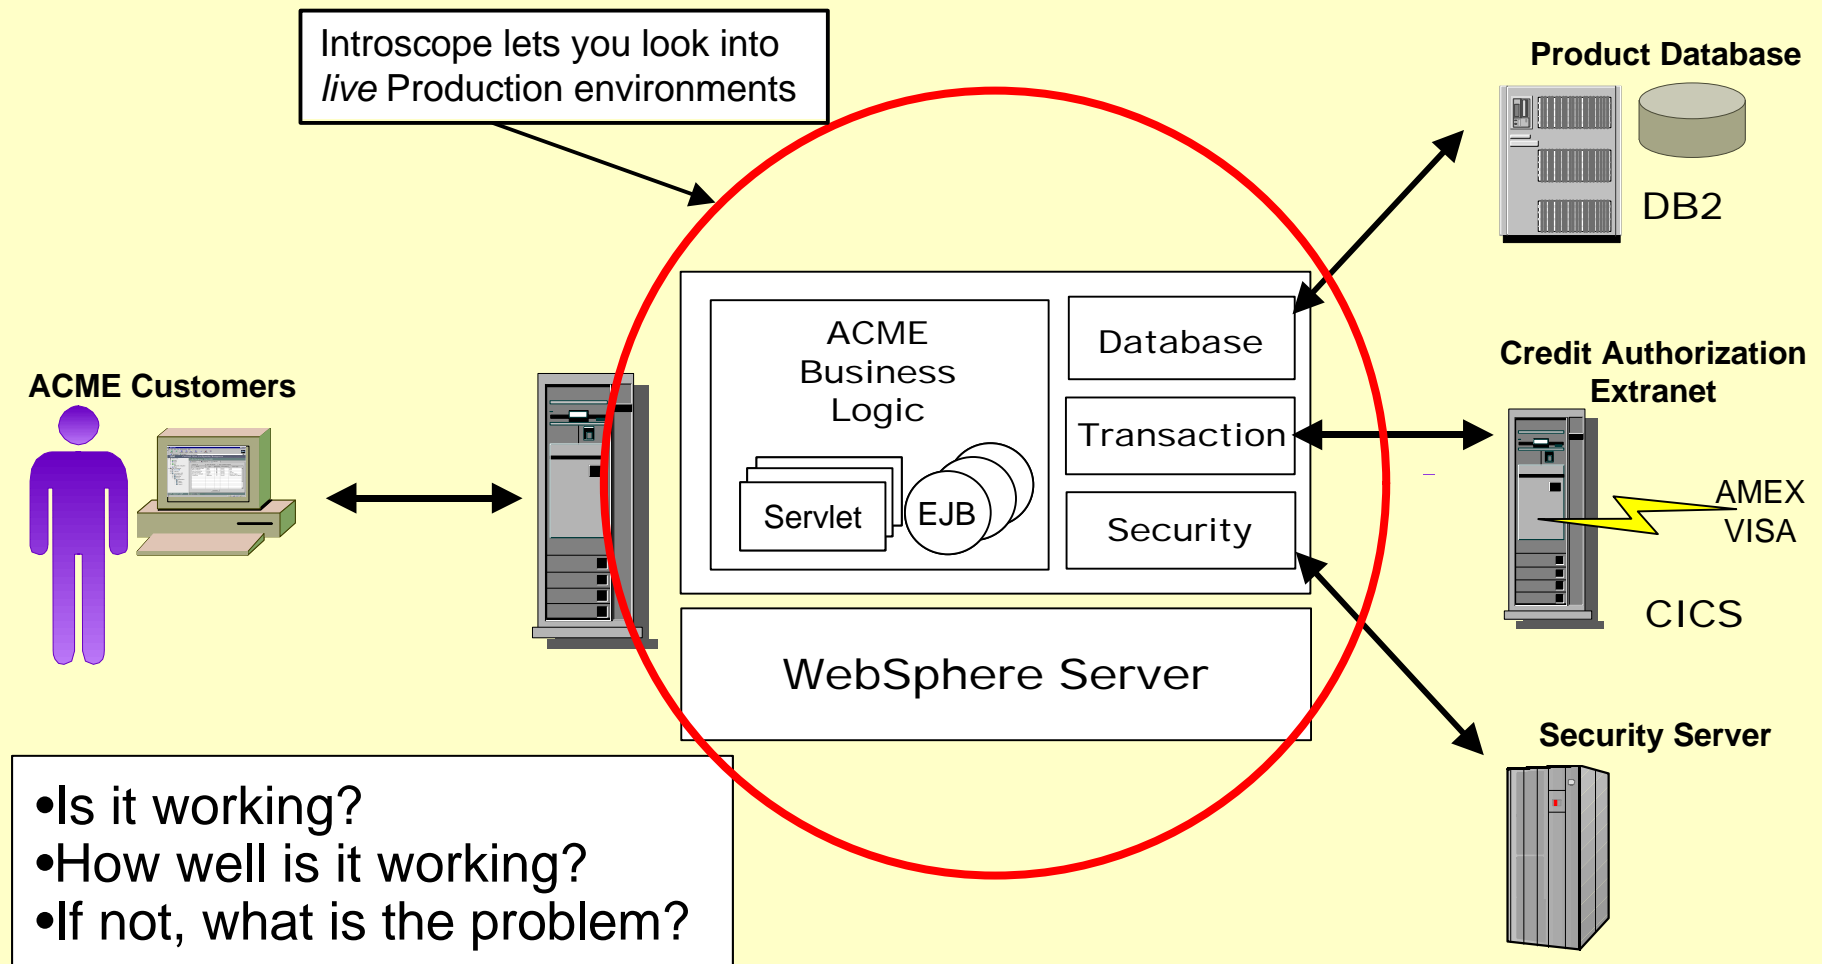 Introscope lets you look into
live Production environments
Product Database
DB2
ACME Customers
ACME
Business
Logic
Servlet
EJB
Database
Transaction
Security
WebSphere Server
Credit Authorization
Extranet
AMEX
VISA
CICS
Security Server
•Is it working?
•How well is it working?
•If not, what is the problem?